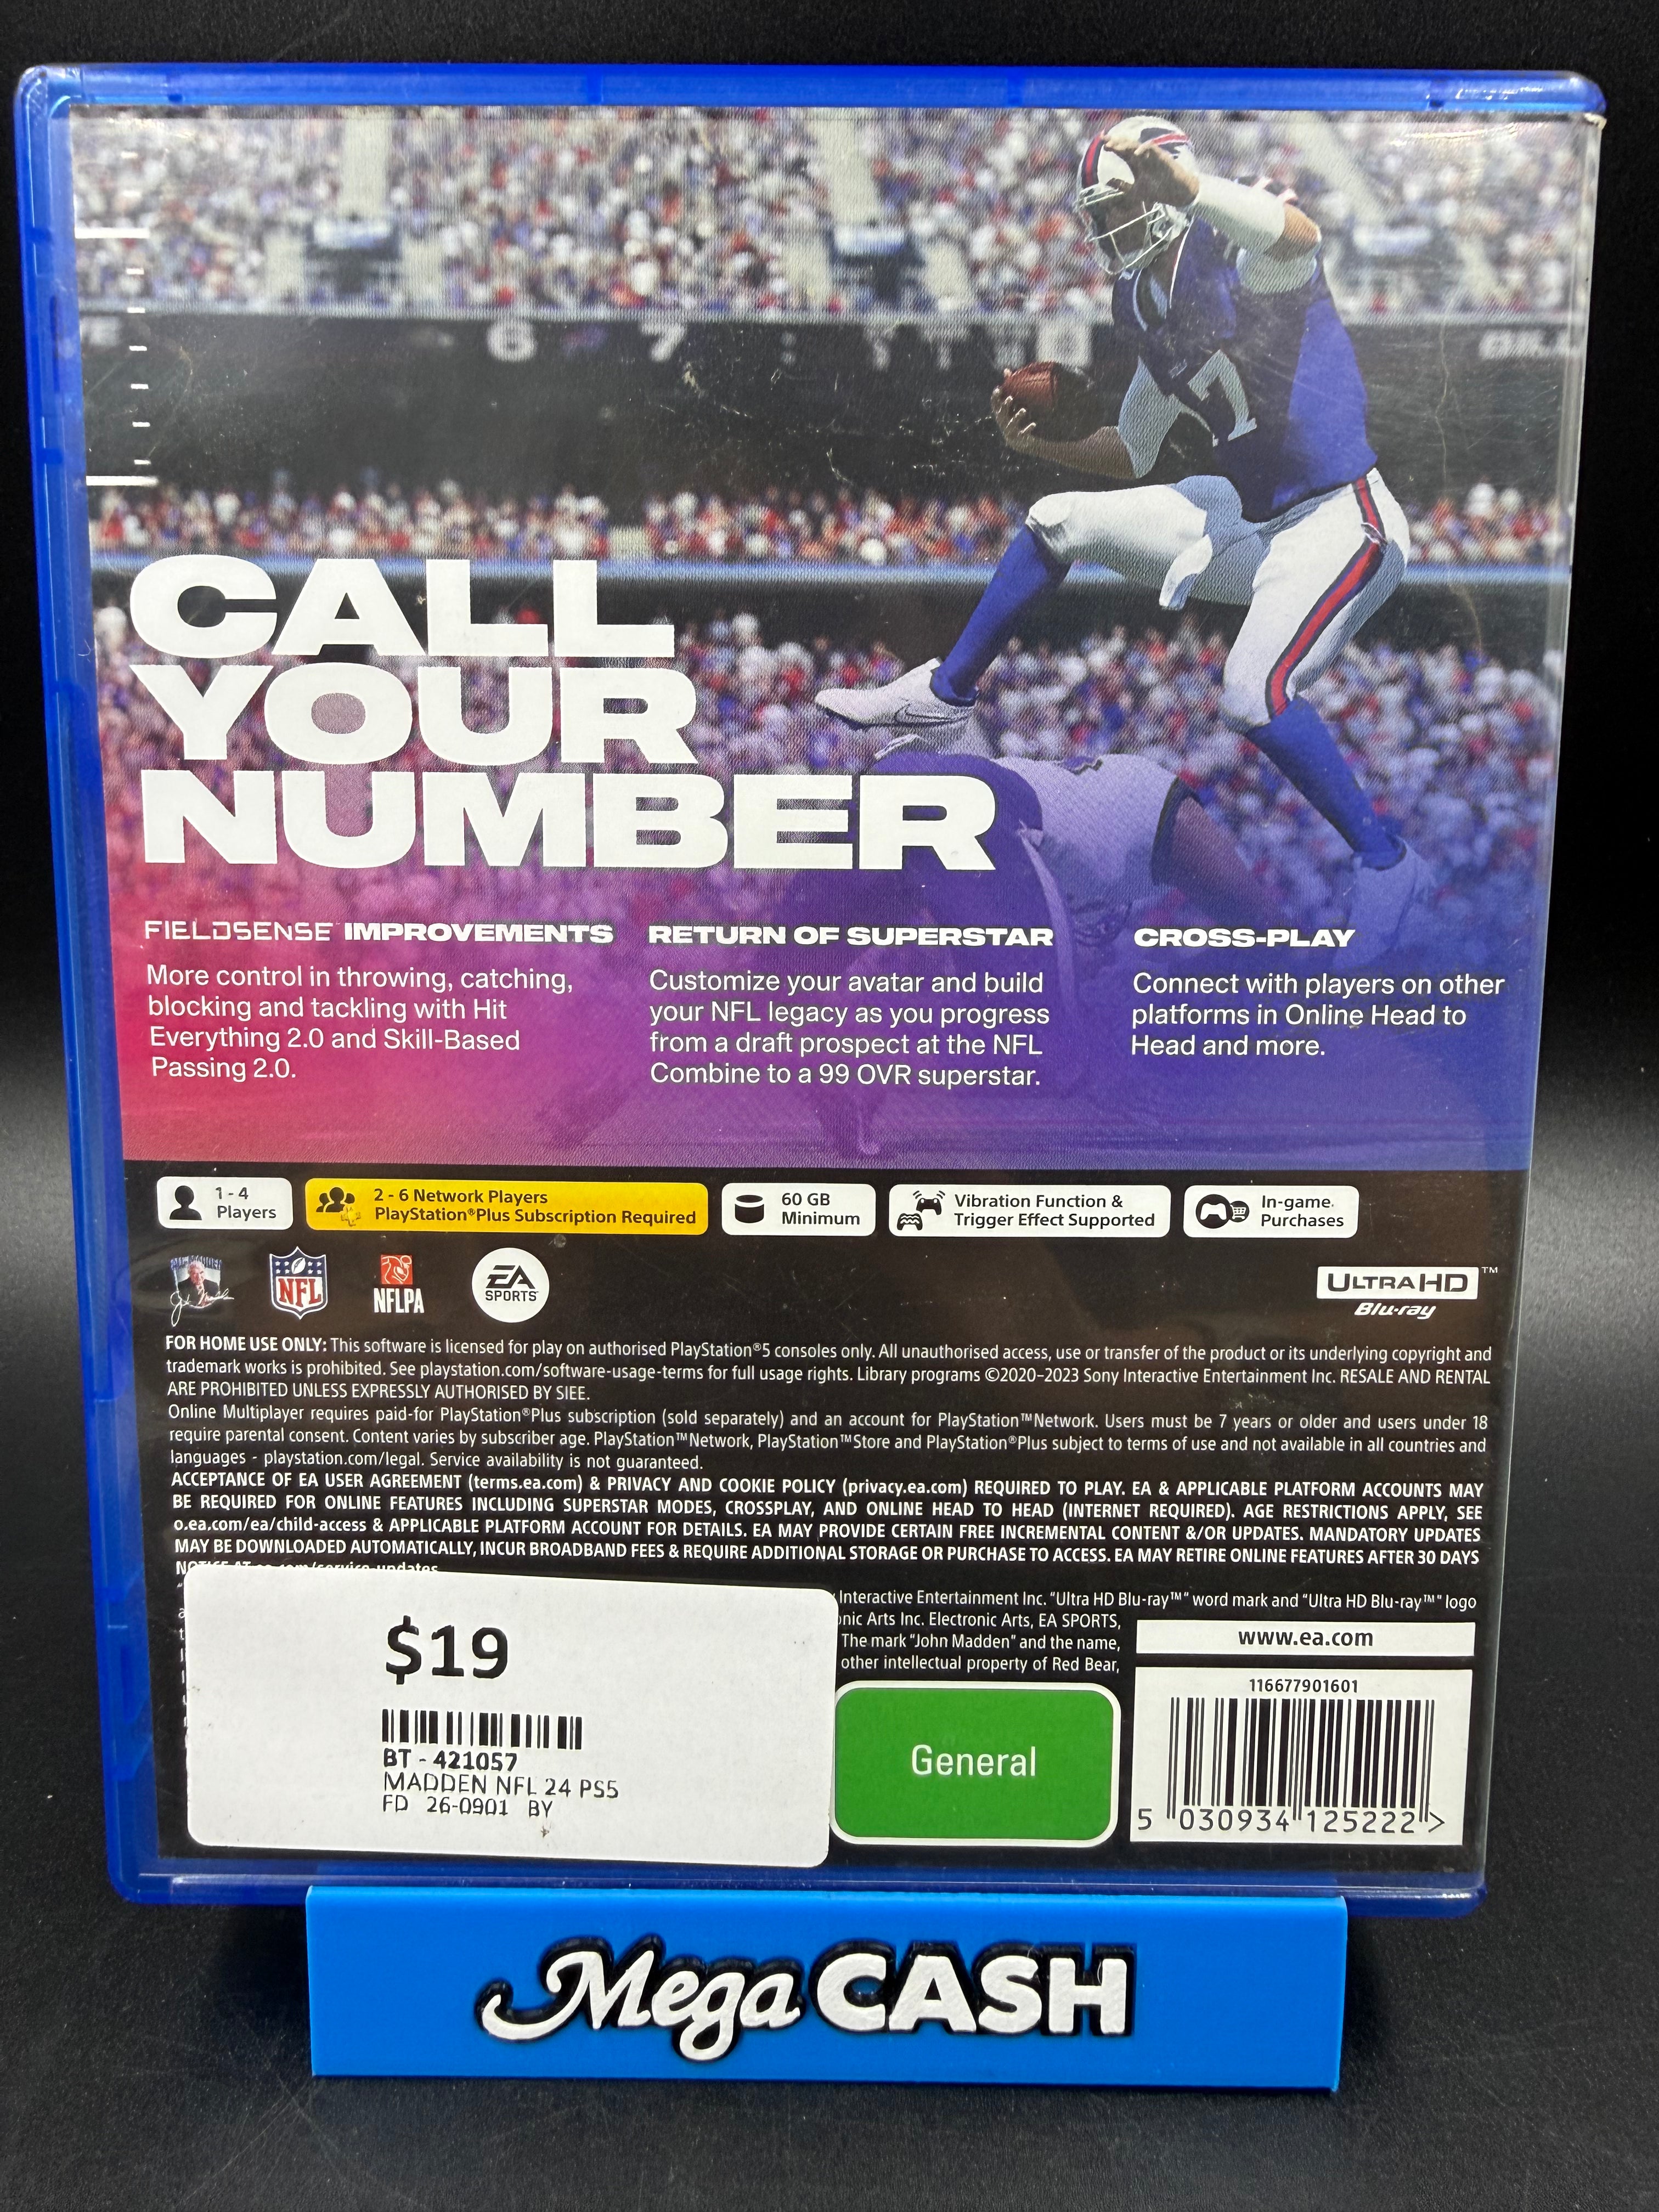 6 7
17
CALL
YOUR
NUMBER
FIELDSENSE™ IMPROVEMENTS
More control in throwing, catching,
blocking and tackling with Hit
Everything 2.0 and Skill-Based
Passing 2.0.
RETURN OF SUPERSTAR
Customize your avatar and build
your NFL legacy as you progress
from a draft prospect at the NFL
Combine to a 99 OVR superstar.
CROSS-PLAY
Connect with players on other
platforms in Online Head to
Head and more.
1 - 4
Players
2 - 6 Network Players
PlayStation®Plus Subscription Required
60 GB
Minimum
Vibration Function &
Trigger Effect Supported
In-game
Purchases
NFL
NFLPA
EA
SPORTS
ULTRA HD™
Blu-ray
FOR HOME USE ONLY: This software is licensed for play on authorised PlayStation®5 consoles only. All unauthorised access, use or transfer of the product or its underlying copyright and
trademark works is prohibited. See playstation.com/software-usage-terms for full usage rights. Library programs ©2020–2023 Sony Interactive Entertainment Inc. RESALE AND RENTAL
ARE PROHIBITED UNLESS EXPRESSLY AUTHORISED BY SIEE.
Online Multiplayer requires paid-for PlayStation®Plus subscription (sold separately) and an account for PlayStation™Network. Users must be 7 years or older and users under 18
require parental consent. Content varies by subscriber age. PlayStation™Network, PlayStation™Store and PlayStation®Plus subject to terms of use and not available in all countries and
languages - playstation.com/legal. Service availability is not guaranteed.
ACCEPTANCE OF EA USER AGREEMENT (terms.ea.com) & PRIVACY AND COOKIE POLICY (privacy.ea.com) REQUIRED TO PLAY. EA & APPLICABLE PLATFORM ACCOUNTS MAY
BE REQUIRED FOR ONLINE FEATURES INCLUDING SUPERSTAR MODES, CROSSPLAY, AND ONLINE HEAD TO HEAD (INTERNET REQUIRED). AGE RESTRICTIONS APPLY, SEE
o.ea.com/ea/child-access & APPLICABLE PLATFORM ACCOUNT FOR DETAILS. EA MAY PROVIDE CERTAIN FREE INCREMENTAL CONTENT &/OR UPDATES. MANDATORY UPDATES
MAY BE DOWNLOADED AUTOMATICALLY, INCUR BROADBAND FEES & REQUIRE ADDITIONAL STORAGE OR PURCHASE TO ACCESS. EA MAY RETIRE ONLINE FEATURES AFTER 30 DAYS
NOTICE AT ea.com/service-updates
Interactive Entertainment Inc. “Ultra HD Blu-ray™” word mark and “Ultra HD Blu-ray™” logo
Arts Inc. Electronic Arts, EA SPORTS,
The mark “John Madden” and the name,
other intellectual property of Red Bear,
www.ea.com
$19
BT - 421057
MADDEN NFL 24 PS5
FD 26-0901 BY
General
116677901601
5 030934 125222 >
Mega CASH